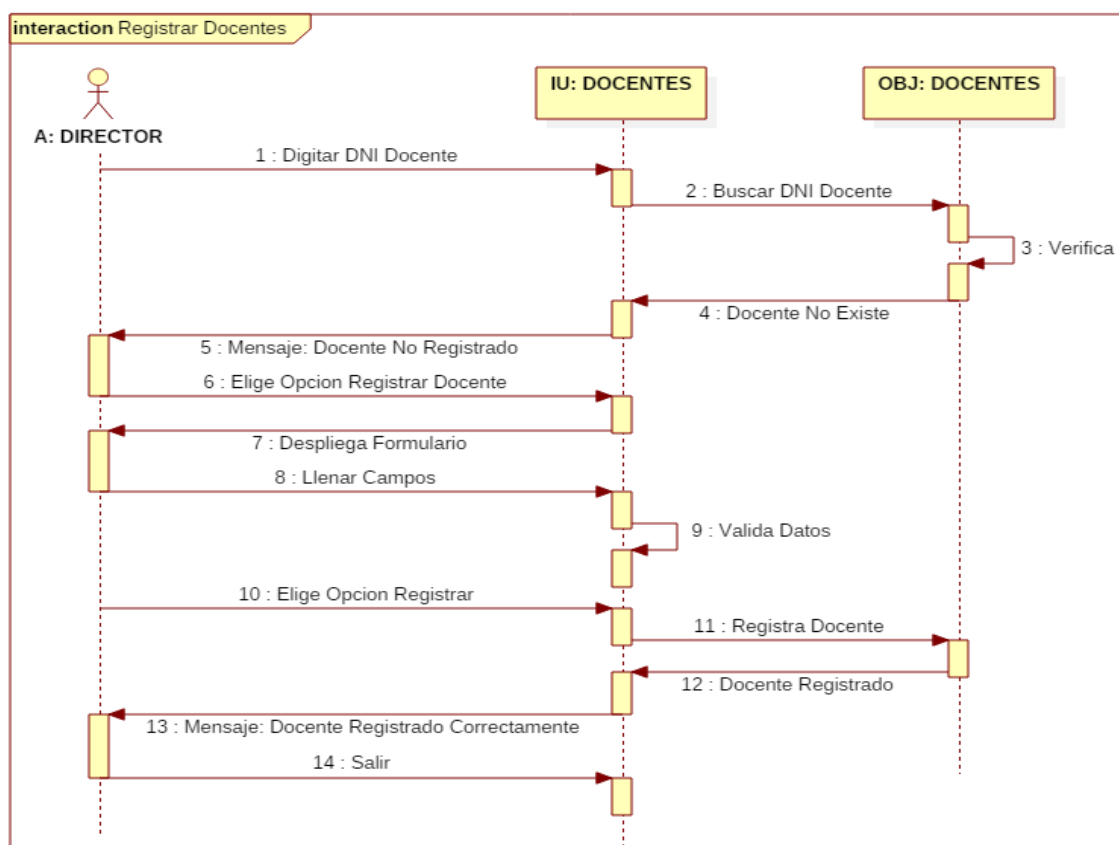 interaction Registrar Docentes
A: DIRECTOR
IU: DOCENTES
OBJ: DOCENTES
1 : Digitar DNI Docente
2 : Buscar DNI Docente
3 : Verifica
4 : Docente No Existe
5 : Mensaje: Docente No Registrado
6 : Elige Opcion Registrar Docente
7 : Despliega Formulario
8 : Llenar Campos
9 : Valida Datos
10 : Elige Opcion Registrar
11 : Registra Docente
12 : Docente Registrado
13 : Mensaje: Docente Registrado Correctamente
14 : Salir